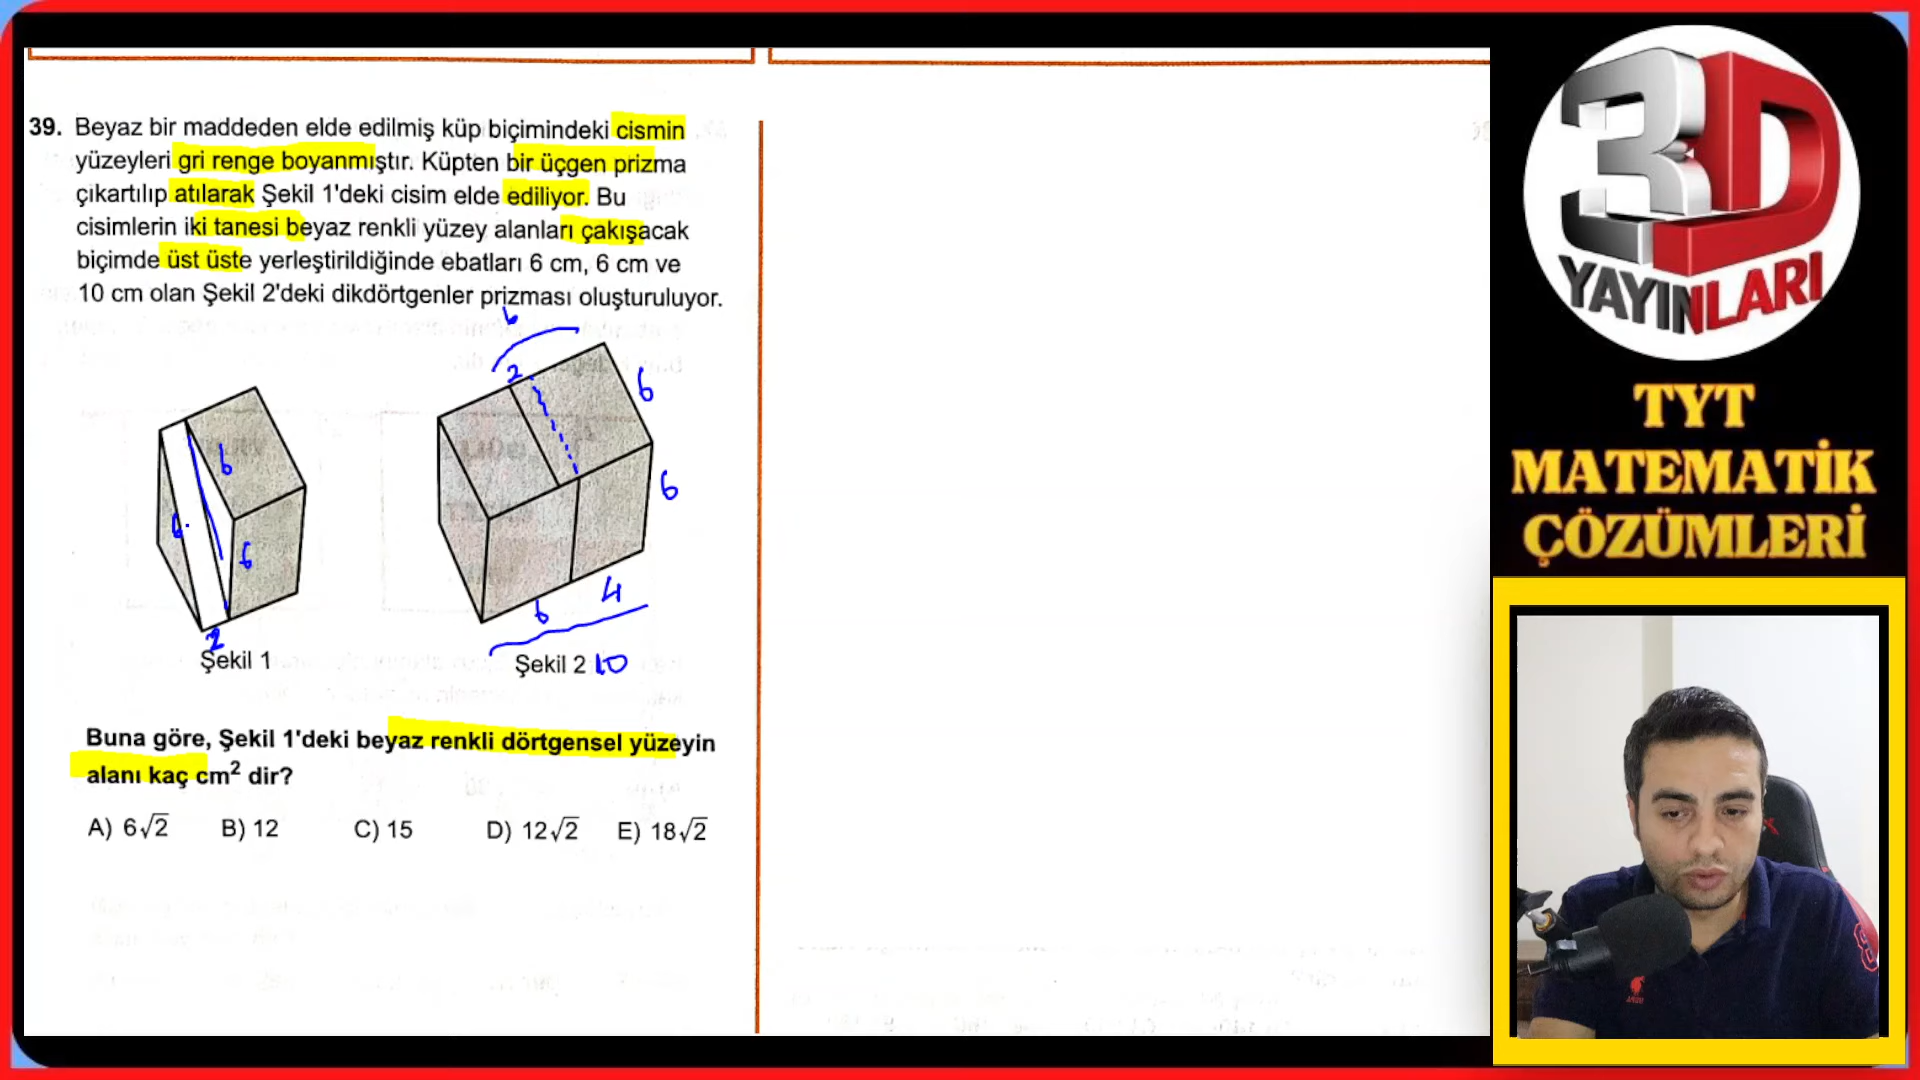 39. Beyaz bir maddeden elde edilmiş küp biçimindeki cismin
yüzeyleri gri renge boyanmıştır. Küpten bir üçgen prizma
çıkartılıp atılarak Şekil 1'deki cisim elde ediliyor. Bu
cisimlerin iki tanesi beyaz renkli yüzey alanları çakışacak
biçimde üst üste yerleştirildiğinde ebatları 6 cm, 6 cm ve
10 cm olan Şekil 2'deki dikdörtgenler prizması oluşturuluyor.
6
2
6
6
6
6
6
4
6
2
Şekil 1
Şekil 2
10
Buna göre, Şekil 1'deki beyaz renkli dörtgensel yüzeyin
alanı kaç cm² dir?
A) 6√2 B) 12 C) 15 D) 12√2 E) 18√2
3D
YAYINLARI
TYT
MATEMATİK
ÇÖZÜMLERİ